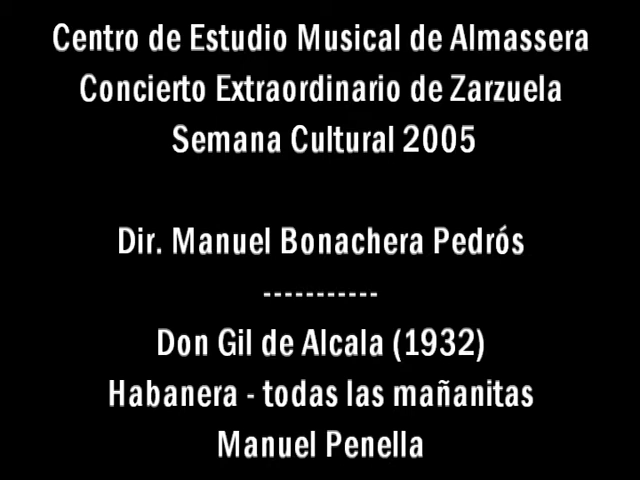 Centro de Estudio Musical de Almassera
Concierto Extraordinario de Zarzuela
Semana Cultural 2005
Dir. Manuel Bonachera Pedrós
-----------
Don Gil de Alcala (1932)
Habanera - todas las mañanitas
Manuel Penella